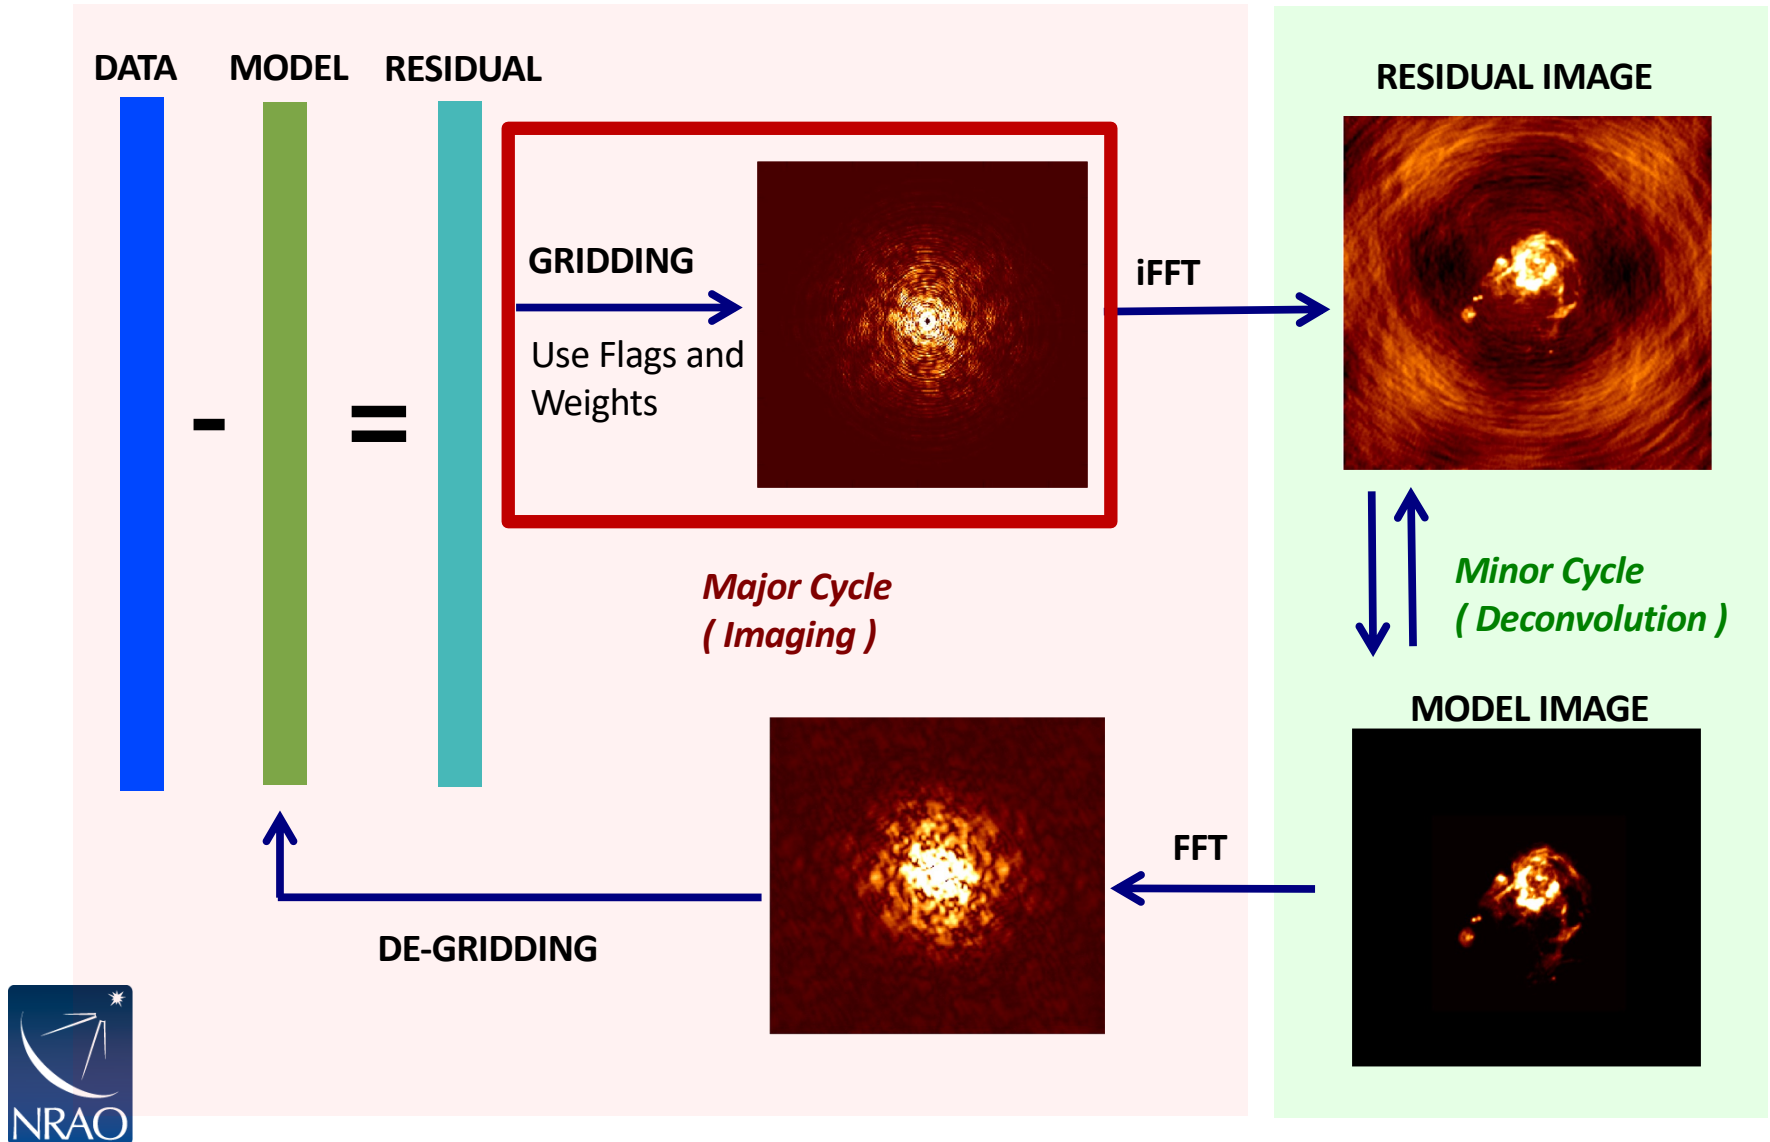 DATA
MODEL
RESIDUAL
RESIDUAL IMAGE
GRIDDING
iFFT
Use Flags and
Weights
-
=
Major Cycle
( Imaging )
Minor Cycle
( Deconvolution )
MODEL IMAGE
FFT
DE-GRIDDING
NRAO